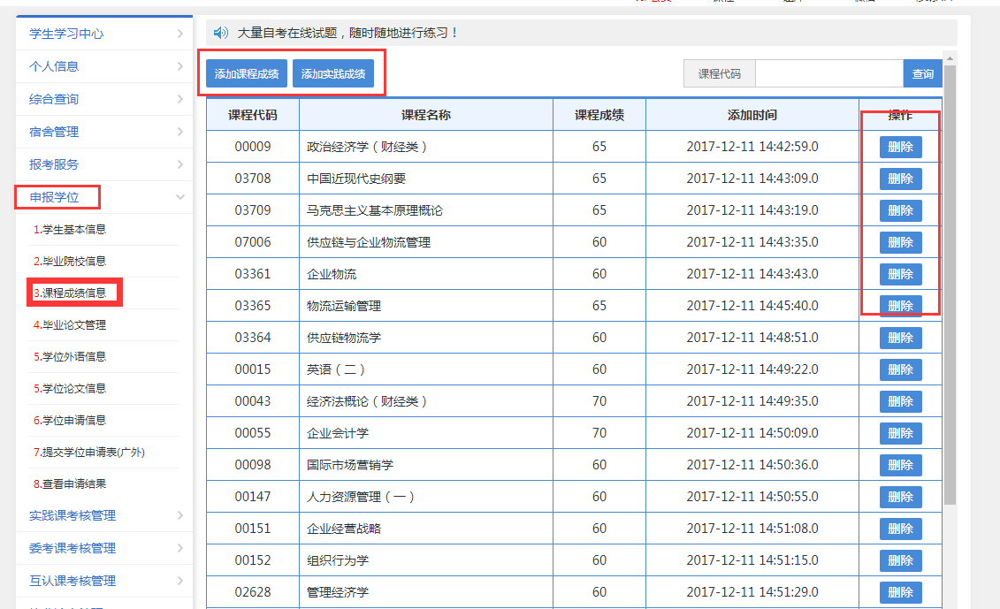 学生学习中心
个人信息
综合查询
宿舍管理
报考服务
申报学位
1.学生基本信息
2.毕业院校信息
3.课程成绩信息
4.毕业论文管理
5.学位外语信息
5.学位论文信息
6.学位申请信息
7.提交学位申请表(广外)
8.查看申请结果
实践课考核管理
委考课考核管理
互认课考核管理
大量自考在线试题，随时随地进行练习！
添加课程成绩 添加实践成绩 课程代码 查询
课程代码 课程名称 课程成绩 添加时间 操作
00009 政治经济学（财经类） 65 2017-12-11 14:42:59.0 删除
03708 中国近现代史纲要 65 2017-12-11 14:43:09.0 删除
03709 马克思主义基本原理概论 65 2017-12-11 14:43:19.0 删除
07006 供应链与企业物流管理 60 2017-12-11 14:43:35.0 删除
03361 企业物流 60 2017-12-11 14:43:43.0 删除
03365 物流运输管理 65 2017-12-11 14:45:40.0 删除
03364 供应链物流学 60 2017-12-11 14:48:51.0 删除
00015 英语（二） 60 2017-12-11 14:49:22.0 删除
00043 经济法概论（财经类） 70 2017-12-11 14:49:35.0 删除
00055 企业会计学 70 2017-12-11 14:50:09.0 删除
00098 国际市场营销学 60 2017-12-11 14:50:36.0 删除
00147 人力资源管理（一） 60 2017-12-11 14:50:55.0 删除
00151 企业经营战略 60 2017-12-11 14:51:08.0 删除
00152 组织行为学 60 2017-12-11 14:51:15.0 删除
02628 管理经济学 60 2017-12-11 14:51:29.0 删除